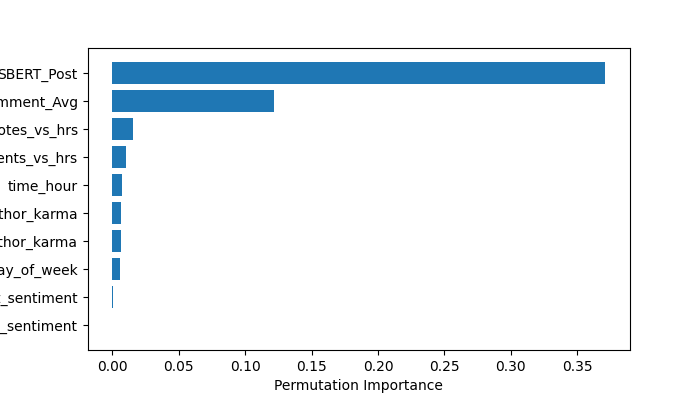 SBERT_Post
mment_Avg
otes_vs_hrs
ents_vs_hrs
time_hour
thor_karma
thor_karma
ay_of_week
t_sentiment
_sentiment
0.00 0.05 0.10 0.15 0.20 0.25 0.30 0.35
Permutation Importance